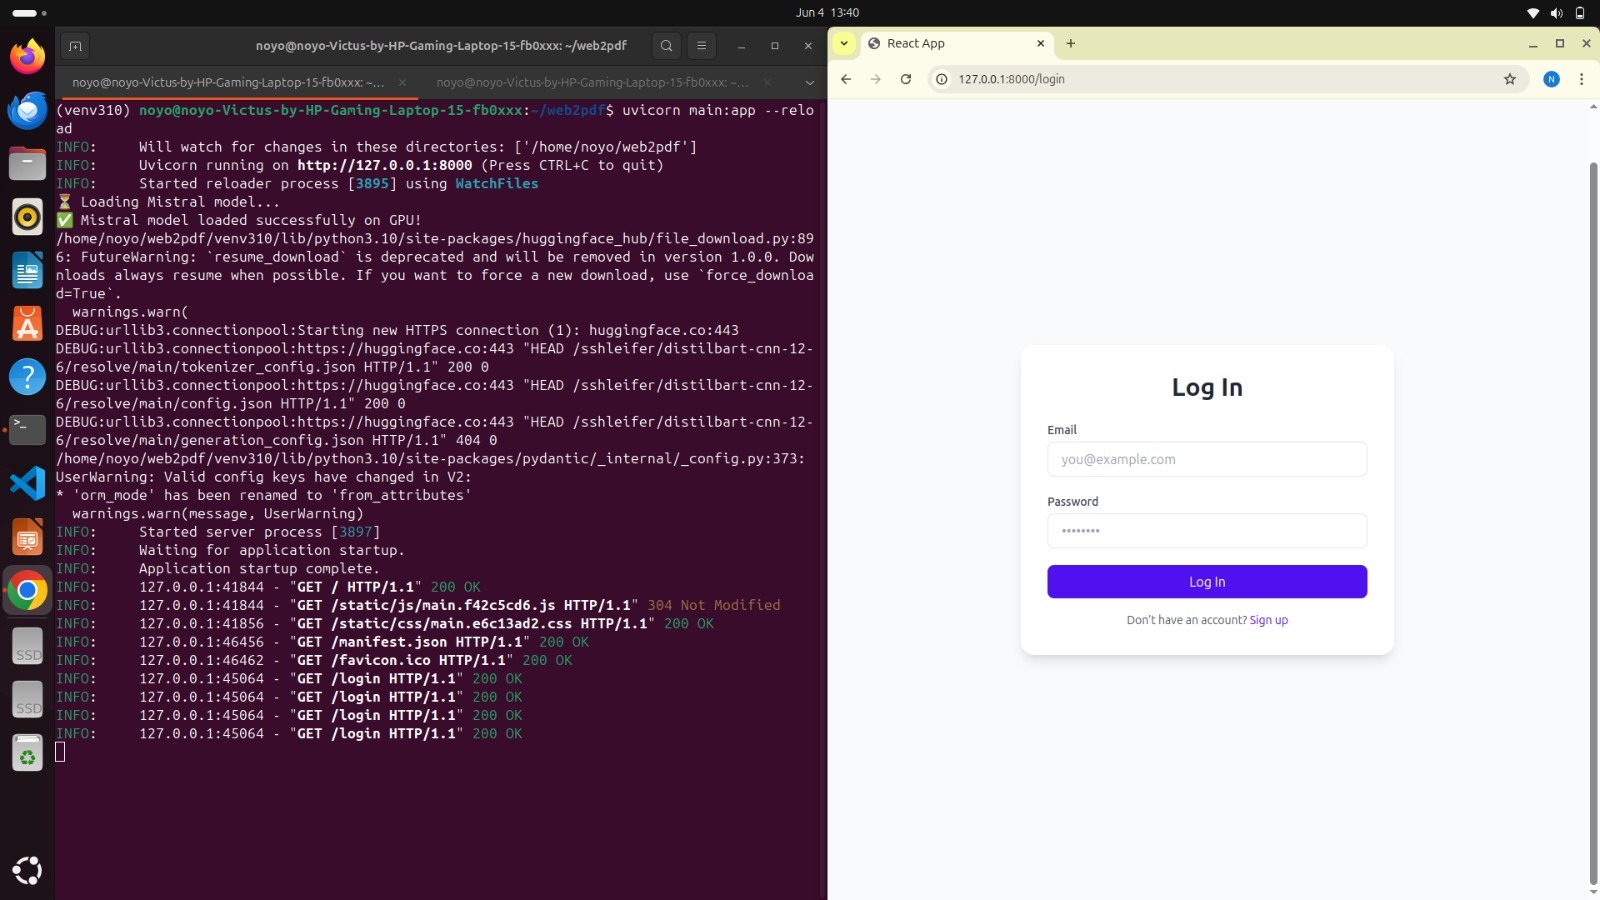 Jun 4 13:40
noyo@noyo-Victus-by-HP-Gaming-Laptop-15-fb0xxx: ~/web2pdf
noyo@noyo-Victus-by-HP-Gaming-Laptop-15-fb0xxx: ~...
noyo@noyo-Victus-by-HP-Gaming-Laptop-15-fb0xxx: ~...
(venv310) noyo@noyo-Victus-by-HP-Gaming-Laptop-15-fb0xxx:~/web2pdf$ uvicorn main:app --relo
ad
INFO: Will watch for changes in these directories: ['/home/noyo/web2pdf']
INFO: Uvicorn running on http://127.0.0.1:8000 (Press CTRL+C to quit)
INFO: Started reloader process [3895] using WatchFiles
⏳ Loading Mistral model...
✅ Mistral model loaded successfully on GPU!
/home/noyo/web2pdf/venv310/lib/python3.10/site-packages/huggingface_hub/file_download.py:89
6: FutureWarning: `resume_download` is deprecated and will be removed in version 1.0.0. Dow
nloads always resume when possible. If you want to force a new download, use `force_downloa
d=True`.
warnings.warn(
DEBUG:urllib3.connectionpool:Starting new HTTPS connection (1): huggingface.co:443
DEBUG:urllib3.connectionpool:https://huggingface.co:443 "HEAD /sshleifer/distilbart-cnn-12-
6/resolve/main/tokenizer_config.json HTTP/1.1" 200 0
DEBUG:urllib3.connectionpool:https://huggingface.co:443 "HEAD /sshleifer/distilbart-cnn-12-
6/resolve/main/config.json HTTP/1.1" 200 0
DEBUG:urllib3.connectionpool:https://huggingface.co:443 "HEAD /sshleifer/distilbart-cnn-12-
6/resolve/main/generation_config.json HTTP/1.1" 404 0
/home/noyo/web2pdf/venv310/lib/python3.10/site-packages/pydantic/_internal/_config.py:373:
UserWarning: Valid config keys have changed in V2:
* 'orm_mode' has been renamed to 'from_attributes'
warnings.warn(message, UserWarning)
INFO: Started server process [3897]
INFO: Waiting for application startup.
INFO: Application startup complete.
INFO: 127.0.0.1:41844 - "GET / HTTP/1.1" 200 OK
INFO: 127.0.0.1:41844 - "GET /static/js/main.f42c5cd6.js HTTP/1.1" 304 Not Modified
INFO: 127.0.0.1:41856 - "GET /static/css/main.e6c13ad2.css HTTP/1.1" 200 OK
INFO: 127.0.0.1:46456 - "GET /manifest.json HTTP/1.1" 200 OK
INFO: 127.0.0.1:46462 - "GET /favicon.ico HTTP/1.1" 200 OK
INFO: 127.0.0.1:45064 - "GET /login HTTP/1.1" 200 OK
INFO: 127.0.0.1:45064 - "GET /login HTTP/1.1" 200 OK
INFO: 127.0.0.1:45064 - "GET /login HTTP/1.1" 200 OK
INFO: 127.0.0.1:45064 - "GET /login HTTP/1.1" 200 OK
SSD
SSD
React App
127.0.0.1:8000/login
N
Log In
Email
you@example.com
Password
••••••••
Log In
Don't have an account? Sign up